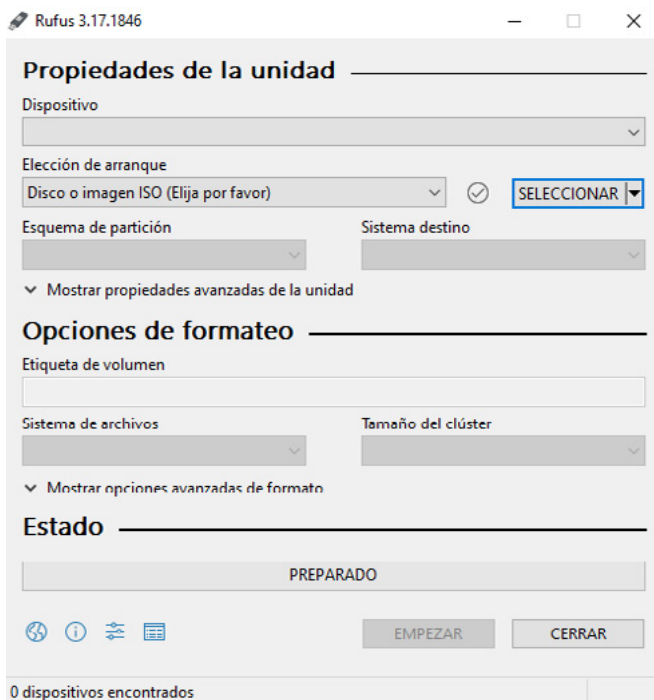 Rufus 3.17.1846
Propiedades de la unidad
Dispositivo
Elección de arranque
Disco o imagen ISO (Elija por favor)
SELECCIONAR
Esquema de partición
Sistema destino
Mostrar propiedades avanzadas de la unidad
Opciones de formateo
Etiqueta de volumen
Sistema de archivos
Tamaño del clúster
Mostrar opciones avanzadas de formato
Estado
PREPARADO
EMPEZAR
CERRAR
0 dispositivos encontrados